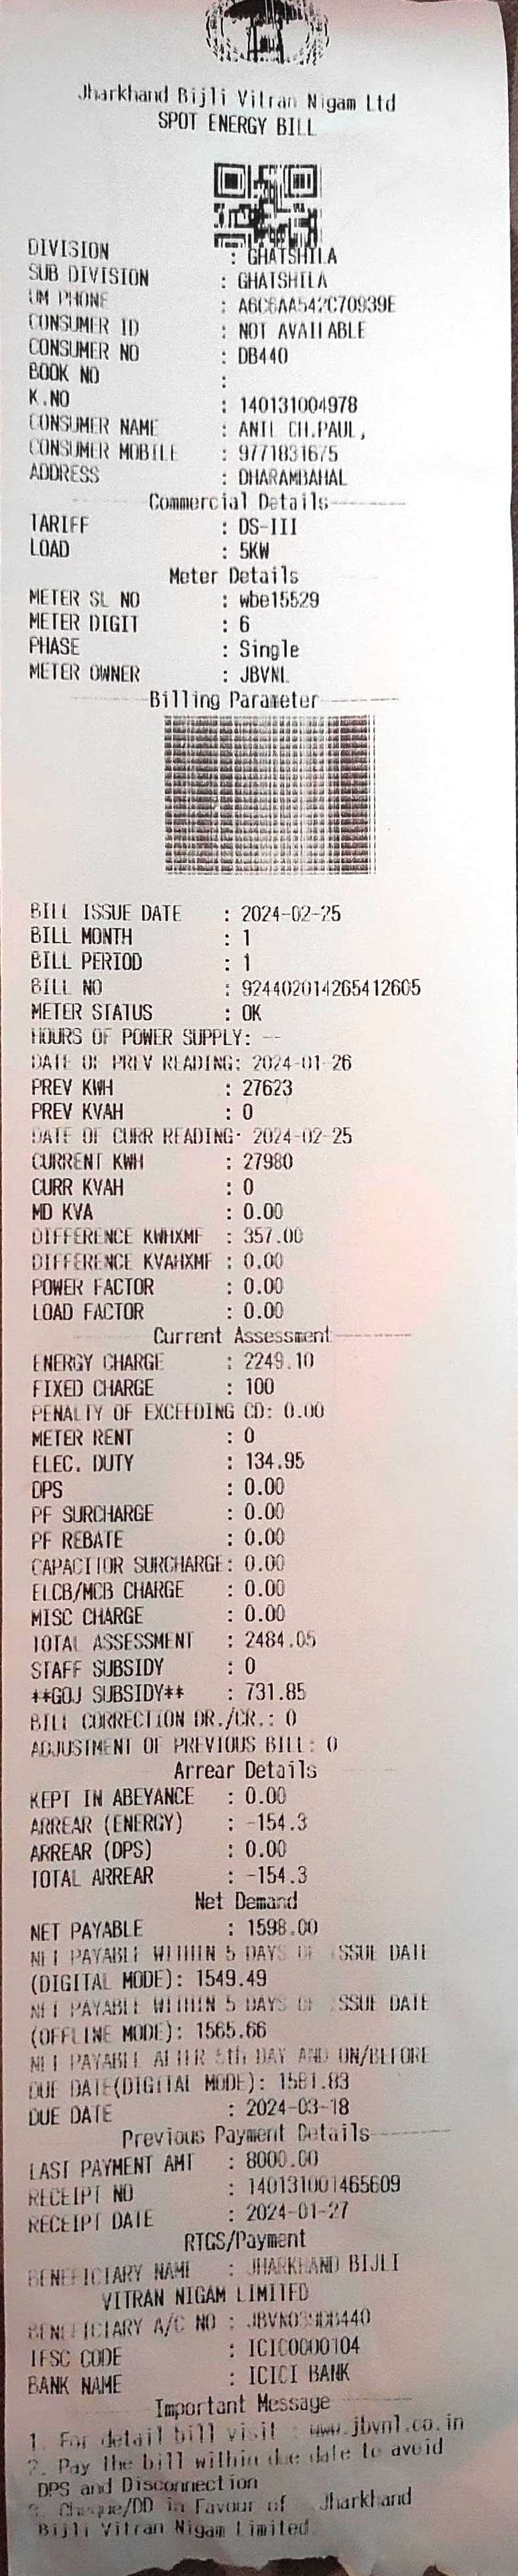 Jharkhand Bijli Vitran Nigam Ltd
SPOT ENERGY BILL
DIVISION : GHATSHILA
SUB DIVISION : GHATSHILA
UM PHONE : A6C6AA542C70939E
CONSUMER ID : NOT AVAILABLE
CONSUMER NO : DB440
BOOK NO :
K.NO : 140131004978
CONSUMER NAME : ANIL CH.PAUL,
CONSUMER MOBILE : 9771831675
ADDRESS : DHARAMBAHAL
Commercial Details
TARIFF : DS-III
LOAD : 5KW
Meter Details
METER SL NO : wbe15529
METER DIGIT : 6
PHASE : Single
METER OWNER : JBVNL
Billing Parameter
BILL ISSUE DATE : 2024-02-25
BILL MONTH : 1
BILL PERIOD : 1
BILL NO : 924402014265412605
METER STATUS : OK
HOURS OF POWER SUPPLY: --
DATE OF PREV READING: 2024-01-26
PREV KWH : 27623
PREV KVAH : 0
DATE OF CURR READING: 2024-02-25
CURRENT KWH : 27980
CURR KVAH : 0
MD KVA : 0.00
DIFFERENCE KWHXMF : 357.00
DIFFERENCE KVAHXMF : 0.00
POWER FACTOR : 0.00
LOAD FACTOR : 0.00
Current Assessment
ENERGY CHARGE : 2249.10
FIXED CHARGE : 100
PENALTY OF EXCEEDING CD: 0.00
METER RENT : 0
ELEC. DUTY : 134.95
DPS : 0.00
PF SURCHARGE : 0.00
PF REBATE : 0.00
CAPACITOR SURCHARGE: 0.00
ELCB/MCB CHARGE : 0.00
MISC CHARGE : 0.00
TOTAL ASSESSMENT : 2484.05
STAFF SUBSIDY : 0
**GOJ SUBSIDY** : 731.85
BILL CORRECTION DR./CR.: 0
ADJUSTMENT OF PREVIOUS BILL: 0
Arrear Details
KEPT IN ABEYANCE : 0.00
ARREAR (ENERGY) : -154.3
ARREAR (DPS) : 0.00
TOTAL ARREAR : -154.3
Net Demand
NET PAYABLE : 1598.00
NET PAYABLE WITHIN 5 DAYS OF ISSUE DATE
(DIGITAL MODE): 1549.49
NET PAYABLE WITHIN 5 DAYS OF ISSUE DATE
(OFFLINE MODE): 1565.66
NET PAYABLE AFTER 5th DAY AND ON/BEFORE
DUE DATE(DIGITAL MODE): 1581.83
DUE DATE : 2024-03-18
Previous Payment Details
LAST PAYMENT AMT : 8000.00
RECEIPT NO : 140131001465609
RECEIPT DATE : 2024-01-27
RTGS/Payment
BENEFICIARY NAME : JHARKHAND BIJLI
VITRAN NIGAM LIMITED
BENEFICIARY A/C NO :
IFSC CODE : ICIC0000104
BANK NAME : ICICI BANK
Important Message
1. For detail bill visit : www.jbvnl.co.in
2. Pay the bill within due date to avoid
DPS and Disconnection
3. Cheque/DD in Favour of Jharkhand
Bijli Vitran Nigam Limited.